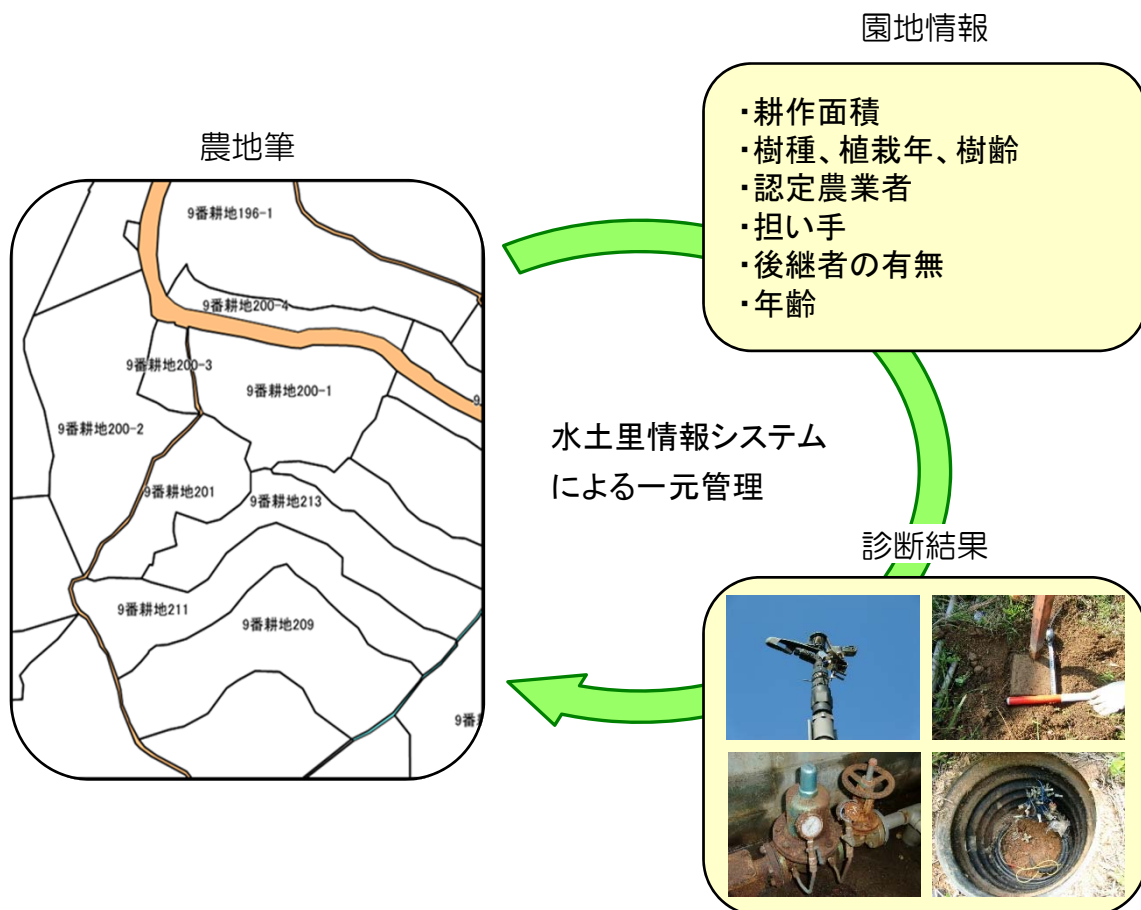 園地情報
・耕作面積
・樹種、植栽年、樹齢
・認定農業者
・担い手
・後継者の有無
・年齢
農地筆
9番耕地196-1
9番耕地200-4
9番耕地200-3
9番耕地200-1
9番耕地200-2
9番耕地201
9番耕地213
9番耕地211
9番耕地209
水土里情報システム
による一元管理
診断結果